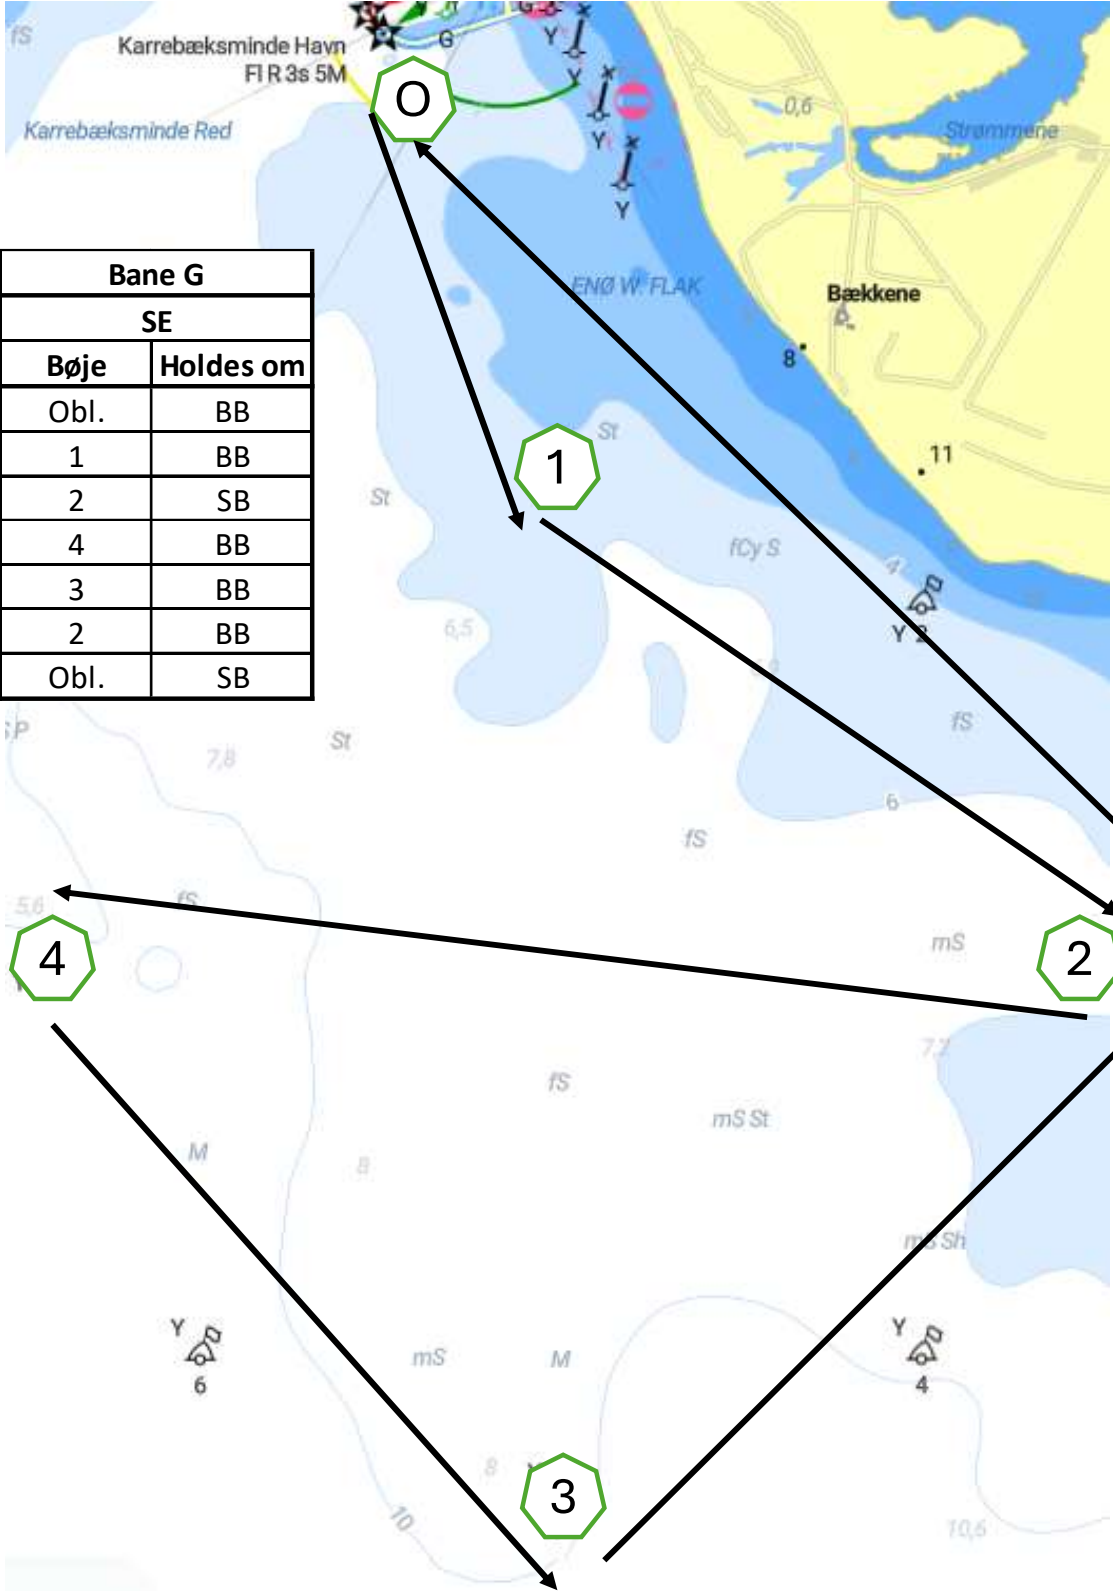 fS
Karrebæksminde Havn
Fl R 3s 5M
G
G
Y
Y
Y
Y
O
Karrebæksminde Red
0,6
Strømmene
ENØ W. FLAK
Bækkene
8
11
Bane G
SE
Bøje Holdes om
Obl. BB
1 BB
2 SB
4 BB
3 BB
2 BB
Obl. SB
1
St
St
fCy S
4
Y 2
6,5
fS
SP
7,8
St
6
fS
5,6
fS
4
mS
2
7,7
fS
mS St
M
8
mS Sh
Y
6
Y
4
mS
M
8
3
10
10,6